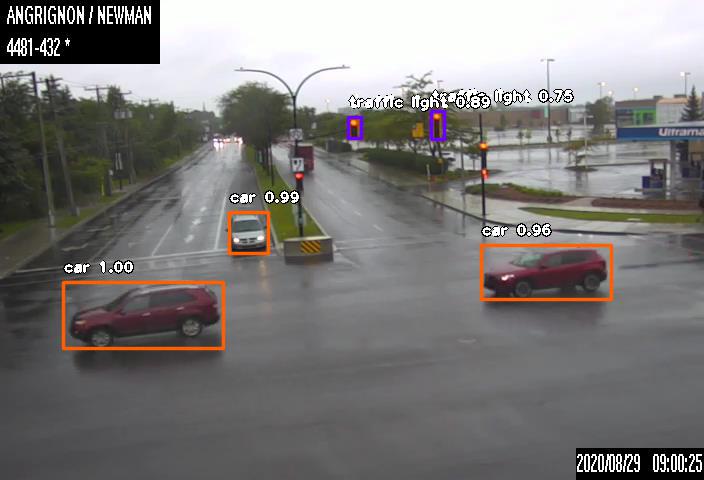 ANGRIGNON / NEWMAN
4481-432 *
traffic light 0.89
traffic light 0.75
car 0.99
car 0.96
car 1.00
Ultramar
2020/08/29 09:00:25